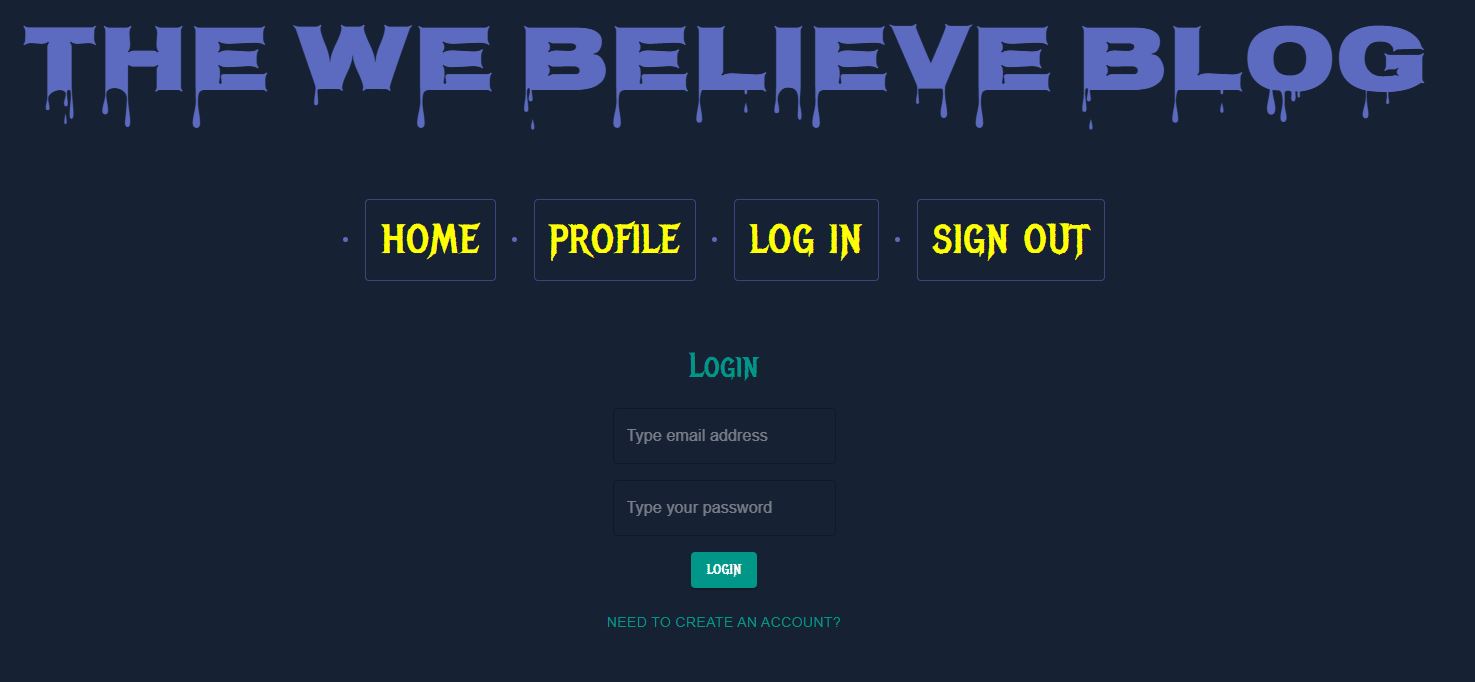 THE WE BELIEVE BLOG
HOME PROFILE LOG IN SIGN OUT
Login
Type email address
Type your password
LOGIN
NEED TO CREATE AN ACCOUNT?